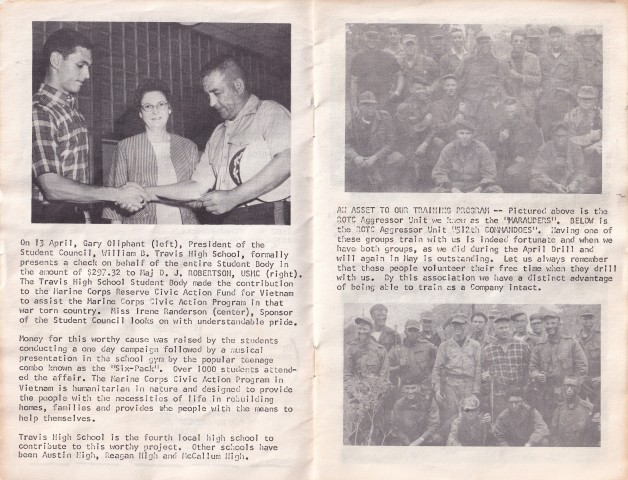 On 13 April, Gary Oliphant (left), President of the
Student Council, William B. Travis High School, formally
presents a check on behalf of the entire Student Body in
the amount of $297.32 to Maj D. J. ROBERTSON, USMC (right).
The Travis High School Student Body made the contribution
to the Marine Corps Reserve Civic Action Fund for Vietnam
to assist the Marine Corps Civic Action Program in that
war torn country. Miss Irene Randerson (center), Sponsor
of the Student Council looks on with understandable pride.
Money for this worthy cause was raised by the students
conducting a one day campaign followed by a musical
presentation in the school gym by the popular teenage
combo known as the "Six-Pack". Over 1000 students attend-
ed the affair. The Marine Corps Civic Action Program in
Vietnam is humanitarian in nature and designed to provide
the people with the necessities of life in rebuilding
homes, families and provides the people with the means to
help themselves.
Travis High School is the fourth local high school to
contribute to this worthy project. Other schools have
been Austin High, Reagan High and McCallum High.
AN ASSET TO OUR TRAINING PROGRAM -- Pictured above is the
ROTC Aggressor Unit we know as the "MARAUDERS". BELOW is
the ROTC Aggressor Unit "512th COMMANDOES". Having one of
these groups train with us is indeed fortunate and when we
have both groups, as we did during the April Drill and
will again in May is outstanding. Let us always remember
that these people volunteer their free time when they drill
with us. By this association we have a distinct advantage
of being able to train as a Company intact.